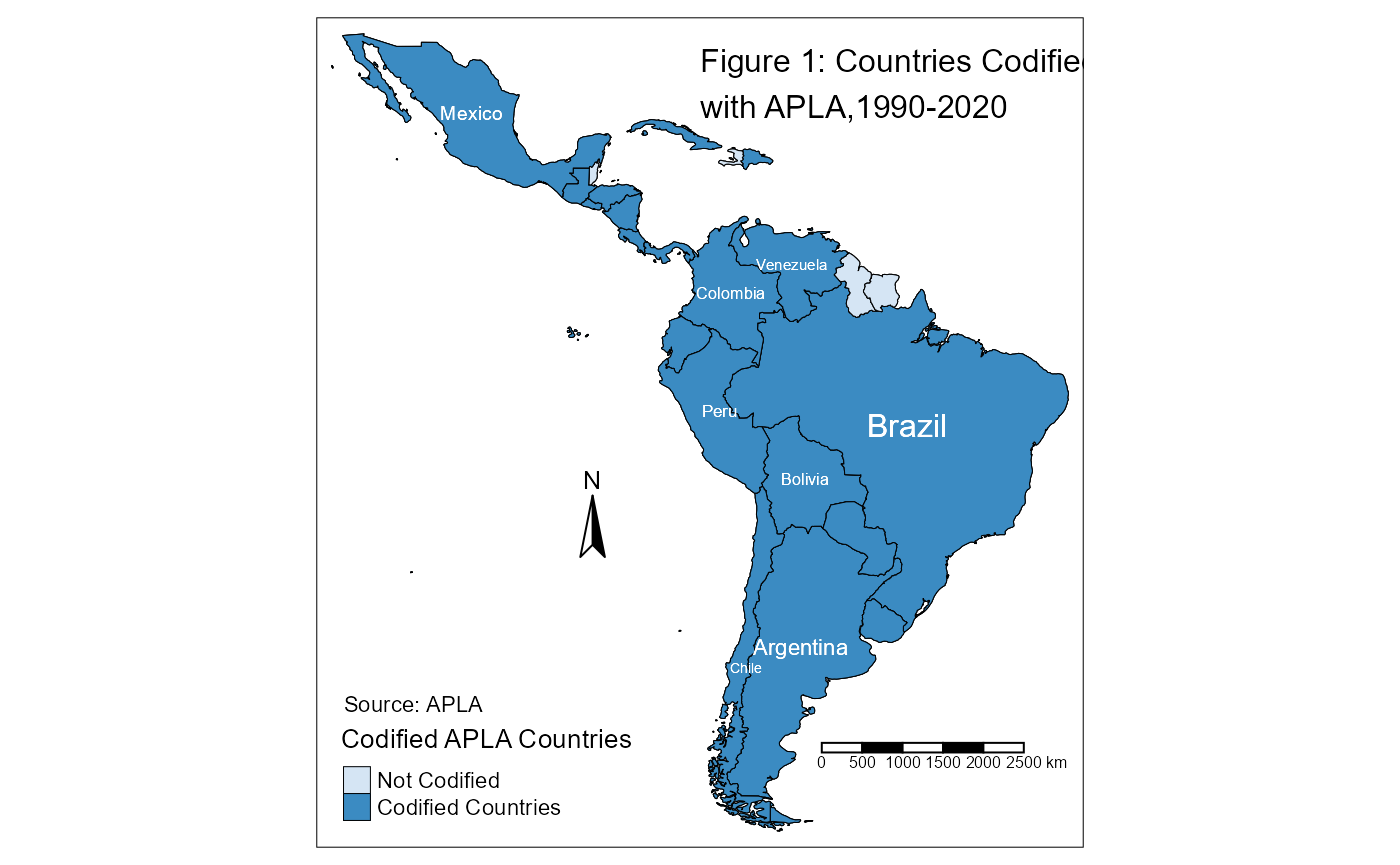 Figure 1: Countries Codifie
with APLA,1990-2020
Mexico
Venezuela
Colombia
Peru
Brazil
Bolivia
N
Argentina
Chile
Source: APLA
Codified APLA Countries
Not Codified
Codified Countries
0 500 1000 1500 2000 2500 km